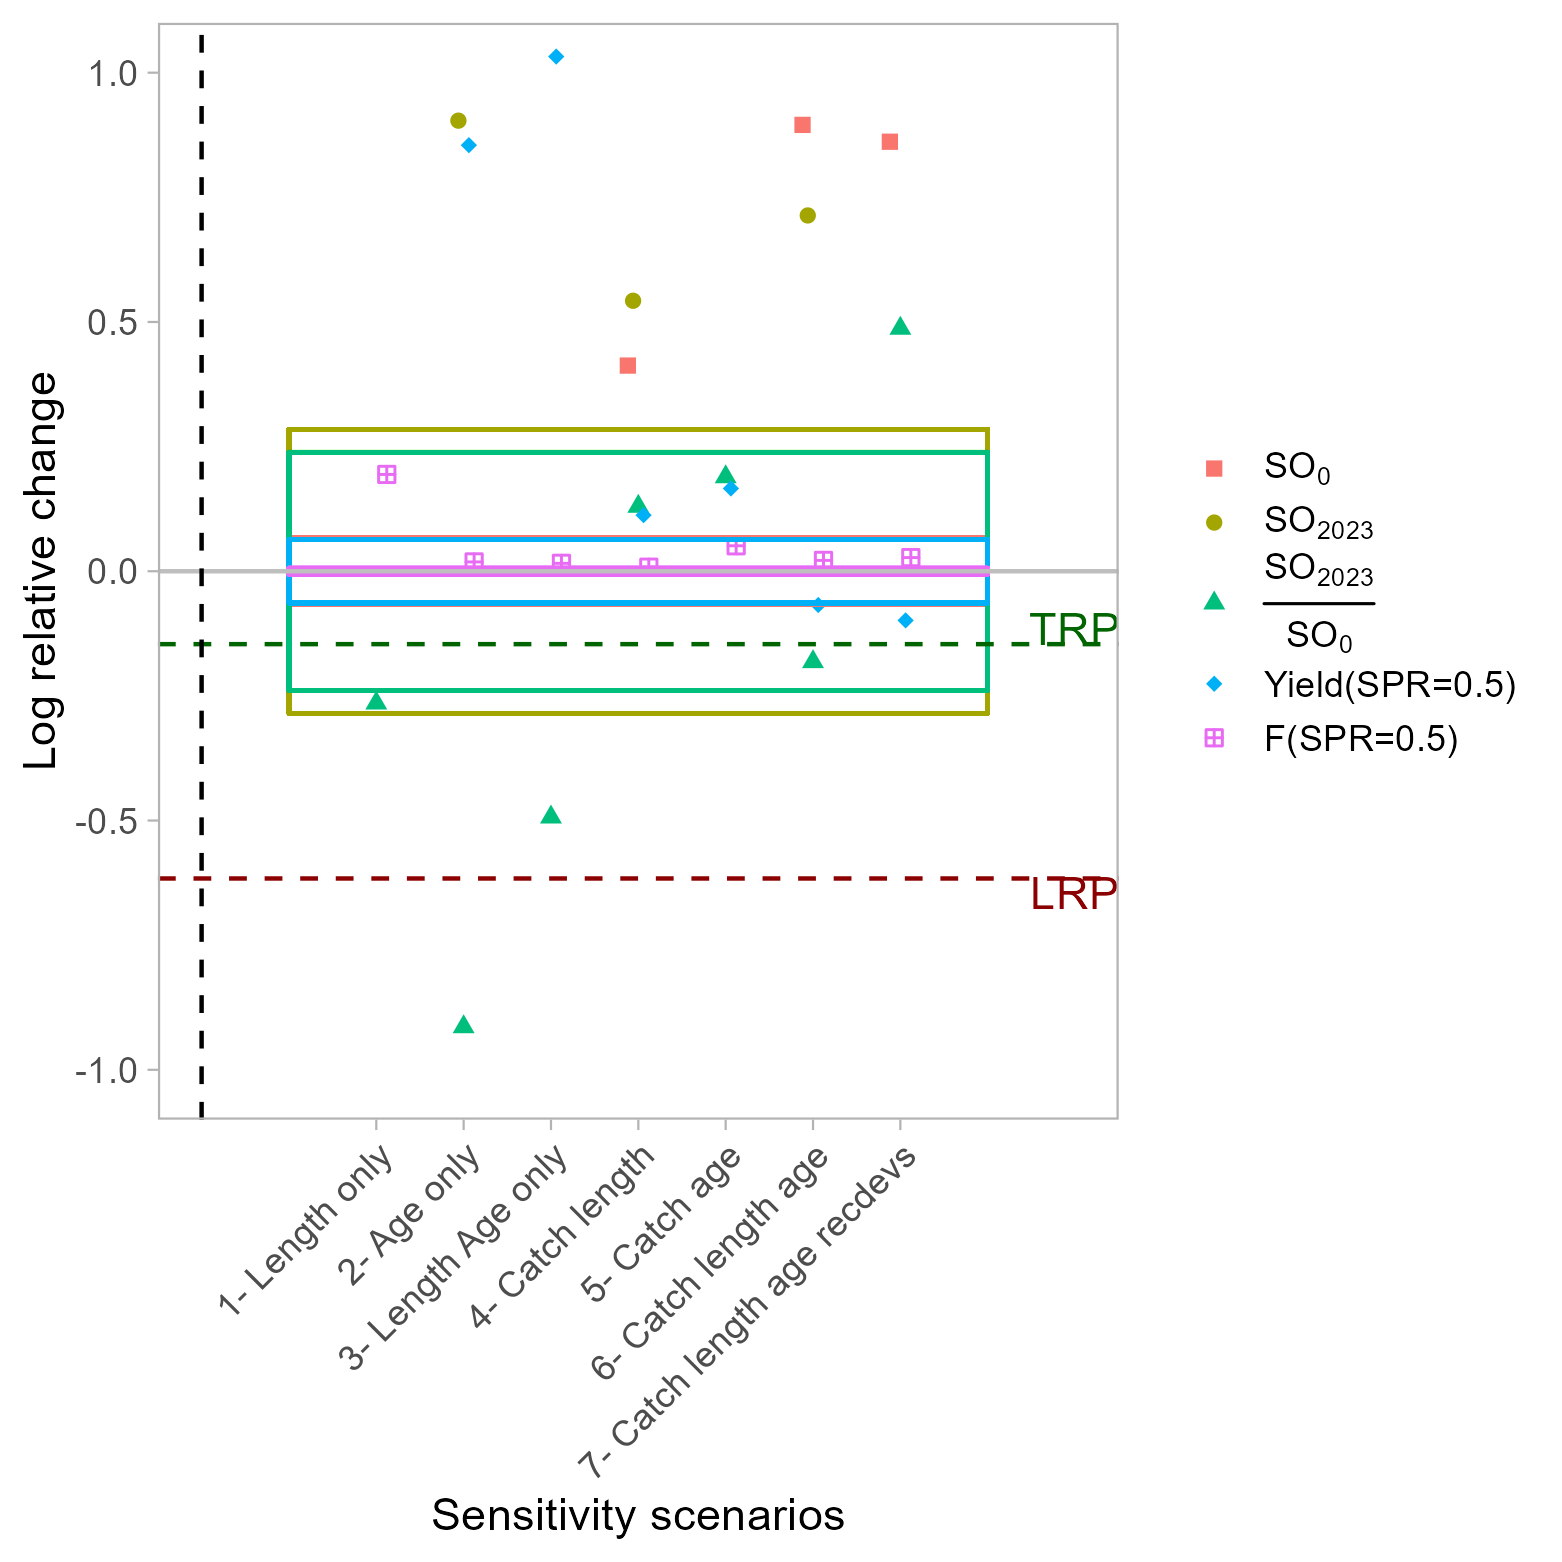 1.0
0.5
0.0
-0.5
-1.0
Log relative change
TRP
LRP
1- Length only
2- Age only
3- Length Age only
4- Catch length
5- Catch age
6- Catch length age
7- Catch length age recdevs
Sensitivity scenarios
SO₀
SO₂₀₂₃
SO₂₀₂₃
SO₀
Yield(SPR=0.5)
F(SPR=0.5)